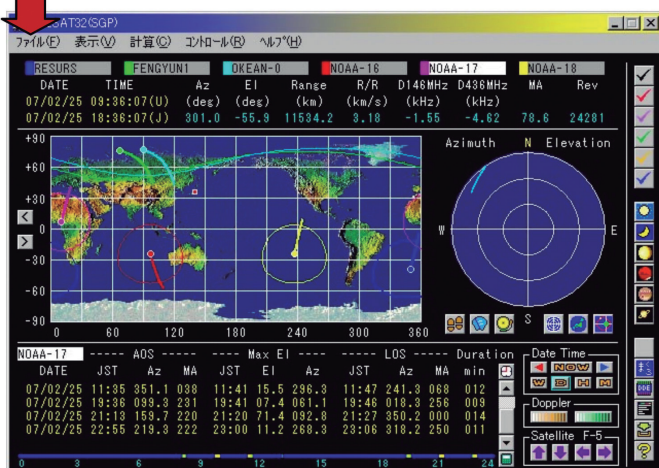 SAT32(SGP)
ファイル(F) 表示(V) 計算(C) コントロール(R) ヘルプ(H)
RESURS FENGYUN1 OKEAN-0 NOAA-16 NOAA-17 NOAA-18
DATE TIME Az El Range R/R D146MHz D436MHz MA Rev
07/02/25 09:36:07(U) (deg) (deg) (km) (km/s) (kHz) (kHz)
07/02/25 18:36:07(J) 301.0 -55.9 11534.2 3.18 -1.55 -4.62 78.6 24281
+90
+60
+30
0
-30
-60
-90
< >
0 60 120 180 240 300 360
Azimuth N Elevation
W E
S
NOAA-17 ----- AOS ----- ---- Max El ---- ----- LOS ----- Duration
DATE JST Az MA JST El Az JST Az MA min
07/02/25 11:35 351.1 038 11:41 15.5 296.3 11:47 241.3 068 012
07/02/25 19:36 099.3 231 19:41 07.4 061.1 19:46 018.3 256 009
07/02/25 21:13 159.7 220 21:20 71.4 092.8 21:27 350.2 000 014
07/02/25 22:55 219.3 222 23:00 11.2 268.3 23:06 318.2 250 011
0 3 6 9 12 15 18 21 24
Date Time
NOW
W D H M
Doppler
Satellite F-5
DDE
?